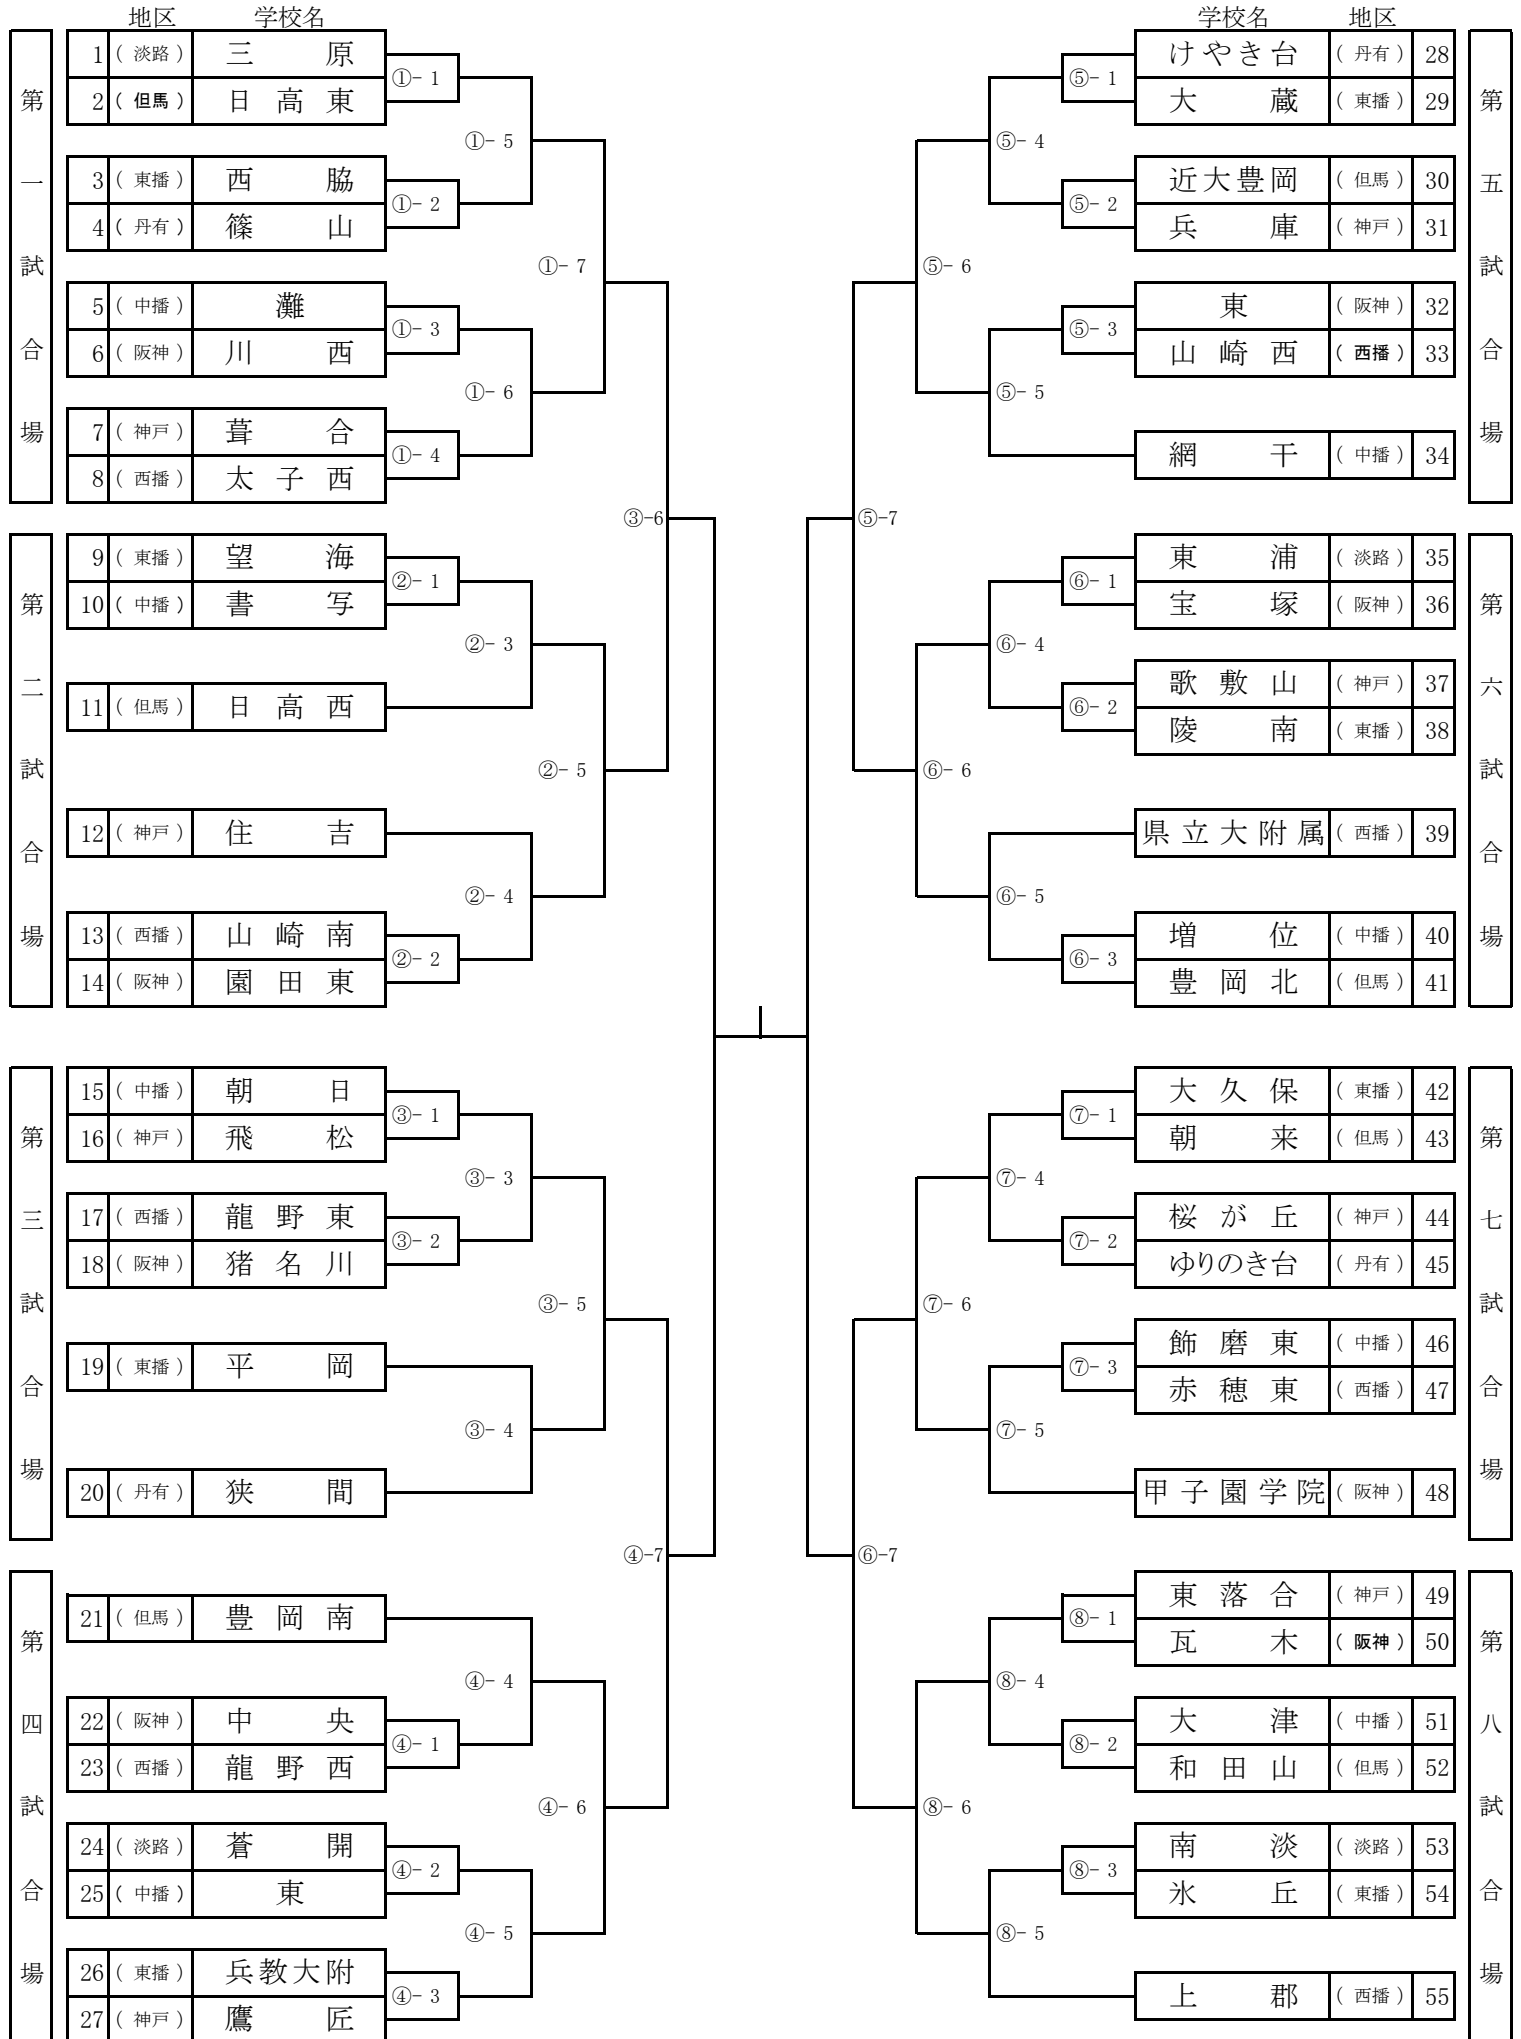 地区 学校名
第一試合場
1 ( 淡路 ) 三原
2 ( 但馬 ) 日高東
①- 1
①- 5
3 ( 東播 ) 西脇
4 ( 丹有 ) 篠山
①- 2
①- 7
5 ( 中播 ) 灘
6 ( 阪神 ) 川西
①- 3
①- 6
7 ( 神戸 ) 葺合
8 ( 西播 ) 太子西
①- 4
③-6
第二試合場
9 ( 東播 ) 望海
10 ( 中播 ) 書写
②- 1
②- 3
11 ( 但馬 ) 日高西
②- 5
12 ( 神戸 ) 住吉
②- 4
13 ( 西播 ) 山崎南
14 ( 阪神 ) 園田東
②- 2
第三試合場
15 ( 中播 ) 朝日
16 ( 神戸 ) 飛松
③- 1
③- 3
17 ( 西播 ) 龍野東
18 ( 阪神 ) 猪名川
③- 2
③- 5
19 ( 東播 ) 平岡
③- 4
20 ( 丹有 ) 狭間
④-7
第四試合場
21 ( 但馬 ) 豊岡南
④- 4
22 ( 阪神 ) 中央
23 ( 西播 ) 龍野西
④- 1
④- 6
24 ( 淡路 ) 蒼開
25 ( 中播 ) 東
④- 2
④- 5
26 ( 東播 ) 兵教大附
27 ( 神戸 ) 鷹匠
④- 3
学校名 地区
第五試合場
けやき台 ( 丹有 ) 28
大蔵 ( 東播 ) 29
⑤- 1
⑤- 4
近大豊岡 ( 但馬 ) 30
兵庫 ( 神戸 ) 31
⑤- 2
⑤- 6
東 ( 阪神 ) 32
山崎西 ( 西播 ) 33
⑤- 3
⑤- 5
網干 ( 中播 ) 34
⑤-7
第六試合場
東浦 ( 淡路 ) 35
宝塚 ( 阪神 ) 36
⑥- 1
⑥- 4
歌敷山 ( 神戸 ) 37
陵南 ( 東播 ) 38
⑥- 2
⑥- 6
県立大附属 ( 西播 ) 39
⑥- 5
増位 ( 中播 ) 40
豊岡北 ( 但馬 ) 41
⑥- 3
第七試合場
大久保 ( 東播 ) 42
朝来 ( 但馬 ) 43
⑦- 1
⑦- 4
桜が丘 ( 神戸 ) 44
ゆりのき台 ( 丹有 ) 45
⑦- 2
⑦- 6
飾磨東 ( 中播 ) 46
赤穂東 ( 西播 ) 47
⑦- 3
⑦- 5
甲子園学院 ( 阪神 ) 48
⑥-7
第八試合場
東落合 ( 神戸 ) 49
瓦木 ( 阪神 ) 50
⑧- 1
⑧- 4
大津 ( 中播 ) 51
和田山 ( 但馬 ) 52
⑧- 2
⑧- 6
南淡 ( 淡路 ) 53
氷丘 ( 東播 ) 54
⑧- 3
⑧- 5
上郡 ( 西播 ) 55